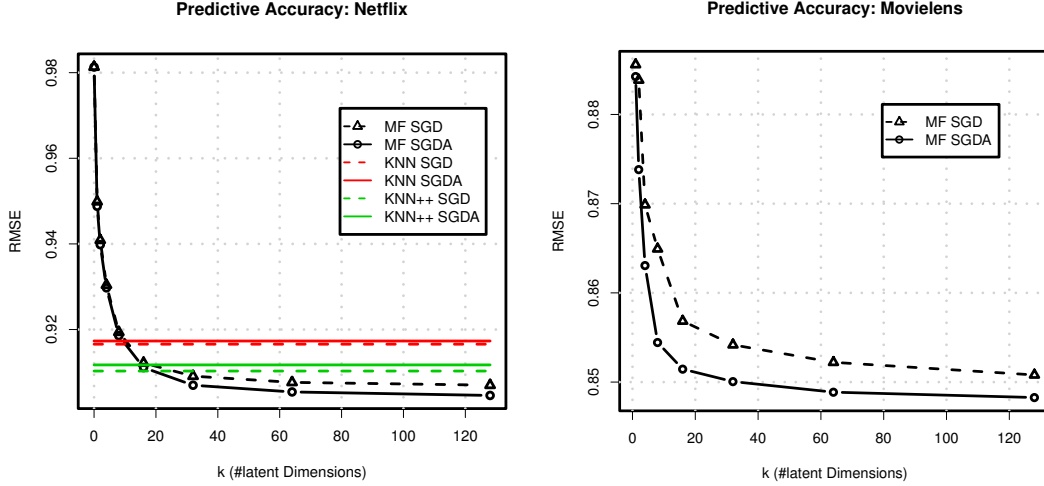 Predictive Accuracy: Netflix
0.98
0.96
0.94
0.92
RMSE
MF SGD
MF SGDA
KNN SGD
KNN SGDA
KNN++ SGD
KNN++ SGDA
0 20 40 60 80 100 120
k (#latent Dimensions)
Predictive Accuracy: Movielens
0.88
0.87
0.86
0.85
RMSE
MF SGD
MF SGDA
0 20 40 60 80 100 120
k (#latent Dimensions)